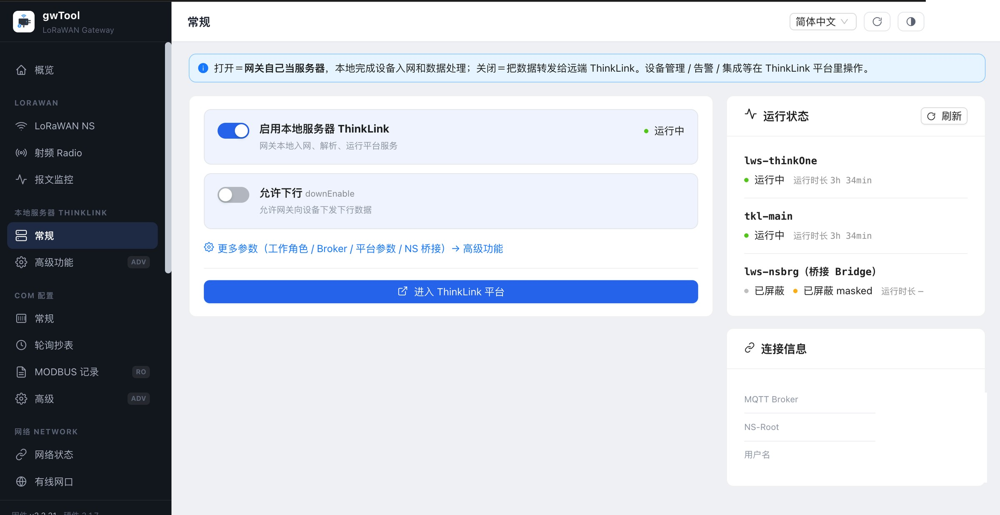 gwTool
LoRaWAN Gateway
概览
LORAWAN
LoRaWAN NS
射频 Radio
报文监控
本地服务器 THINKLINK
常规
高级功能 ADV
COM 配置
常规
轮询抄表
MODBUS 记录 RO
高级 ADV
网络 NETWORK
网络状态
有线网口
常规
简体中文
打开＝网关自己当服务器，本地完成设备入网和数据处理；关闭＝把数据转发给远端 ThinkLink。设备管理 / 告警 / 集成等在 ThinkLink 平台里操作。
启用本地服务器 ThinkLink
运行中
网关本地入网、解析、运行平台服务
允许下行 downEnable
允许网关向设备下发下行数据
更多参数（工作角色 / Broker / 平台参数 / NS 桥接）→ 高级功能
进入 ThinkLink 平台
运行状态
刷新
lws-thinkOne
运行中 运行时长 3h 34min
tkl-main
运行中 运行时长 3h 34min
lws-nsbrg（桥接 Bridge）
已屏蔽 已屏蔽 masked 运行时长 —
连接信息
MQTT Broker
NS-Root
用户名